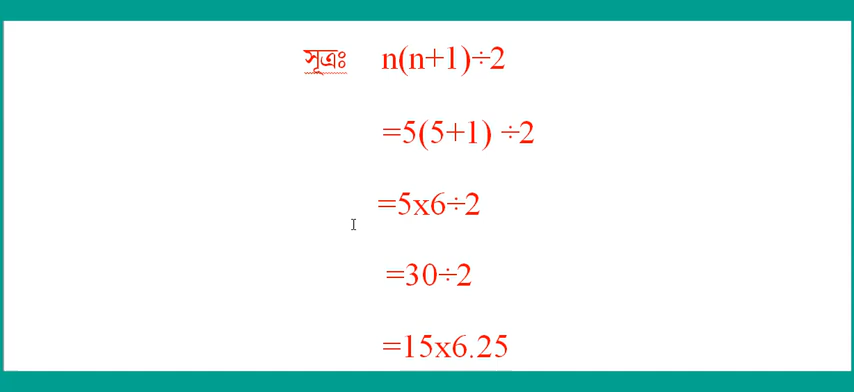 সূত্রঃ n(n+1)÷2
=5(5+1) ÷2
=5x6÷2
=30÷2
=15x6.25